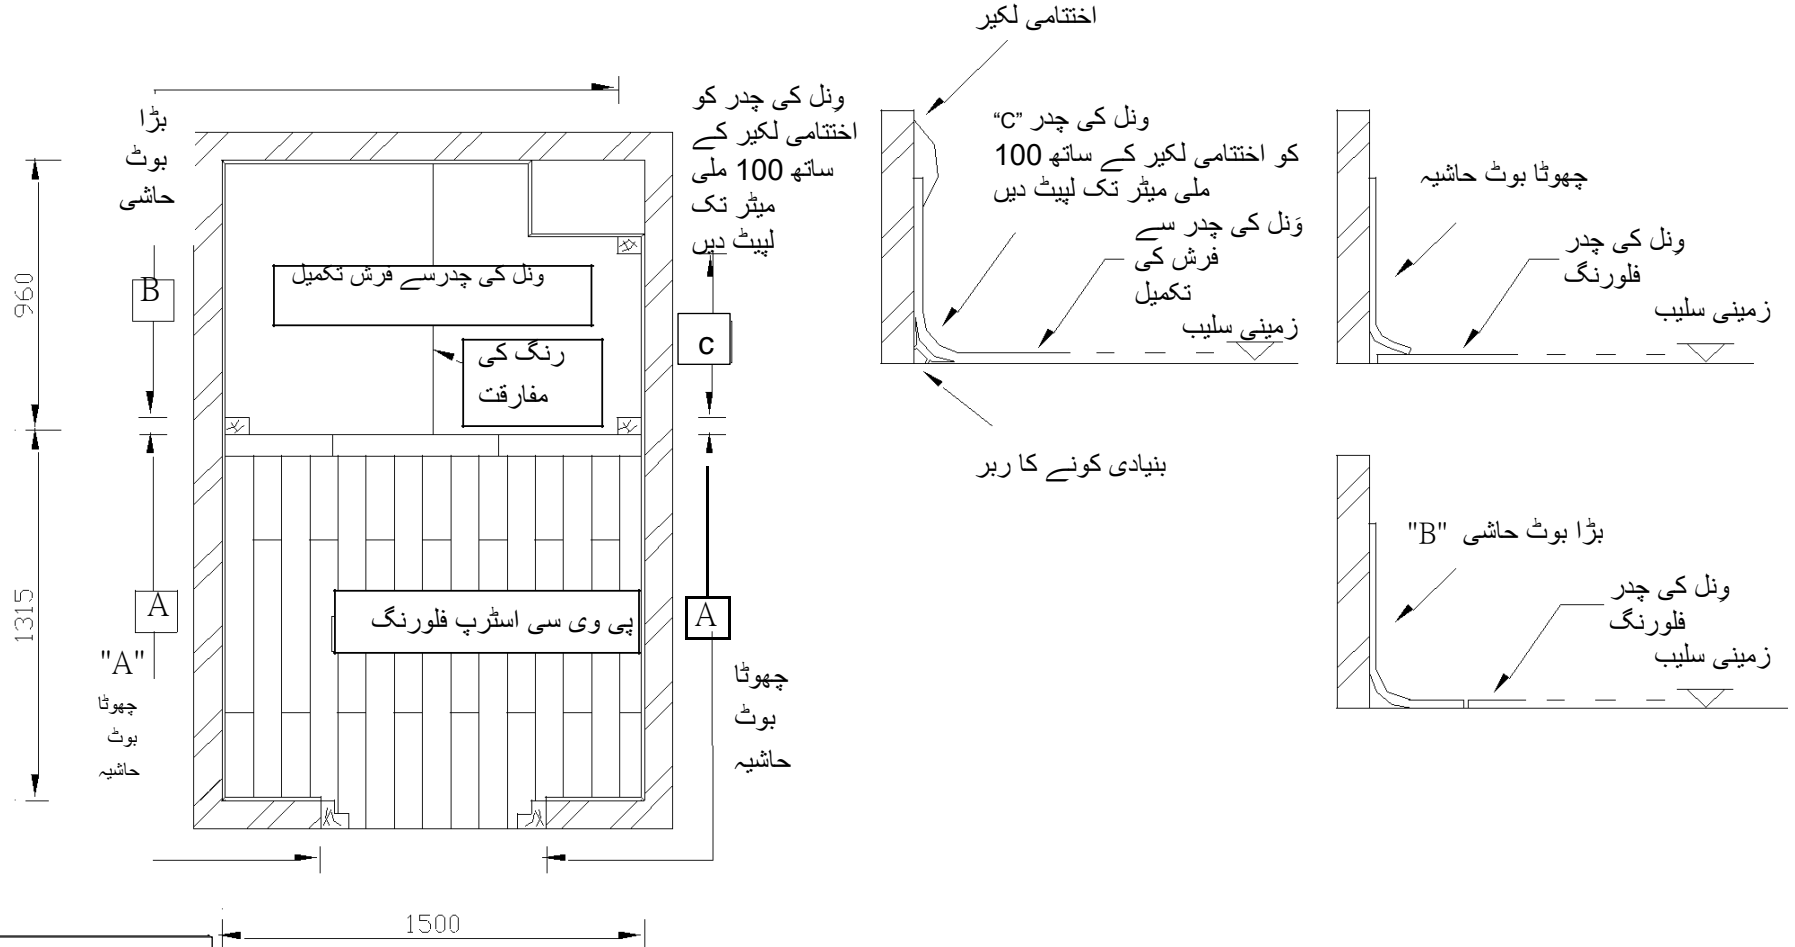 بڑا
بوٹ
حاشی
960
B
1315
A
"A"
چھوٹا
بوٹ
حاشیہ
ونل کی چدرسے فرش تکمیل
رنگ کی
مفارقت
پی وی سی اسٹرپ فلورنگ
1500
ونل کی چدر کو
اختتامی لکیر کے
ساتھ 100 ملی
میٹر تک
لپیٹ دیں
c
A
چھوٹا
بوٹ
حاشیہ
اختتامی لکیر
ونل کی چدر "C"
کو اختتامی لکیر کے ساتھ 100
ملی میٹر تک لپیٹ دیں
وَنل کی چدر سے
فرش کی
تکمیل
زمینی سلیب
بنیادی کونے کا ربر
چھوٹا بوٹ حاشیہ
ونل کی چدر
فلورنگ
زمینی سلیب
بڑا بوٹ حاشی "B"
ونل کی چدر
فلورنگ
زمینی سلیب